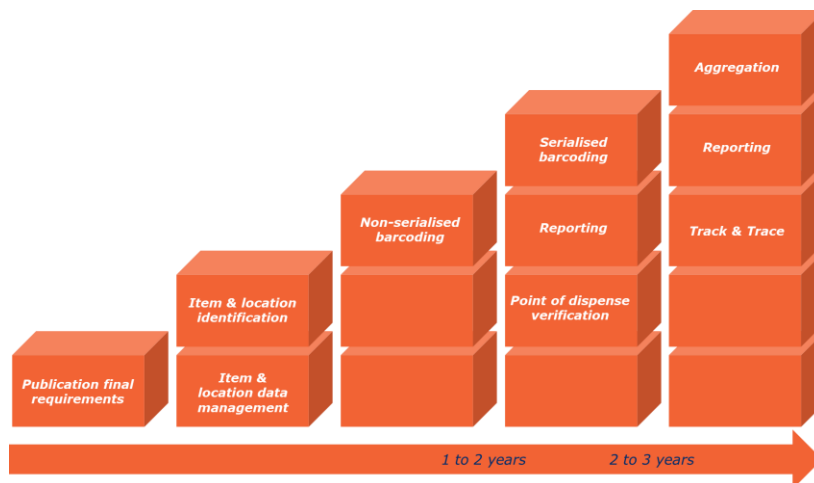 Publication final
requirements
Item & location
identification
Item &
location data
management
Non-serialised
barcoding
Serialised
barcoding
Reporting
Point of dispense
verification
Aggregation
Reporting
Track & Trace
1 to 2 years
2 to 3 years